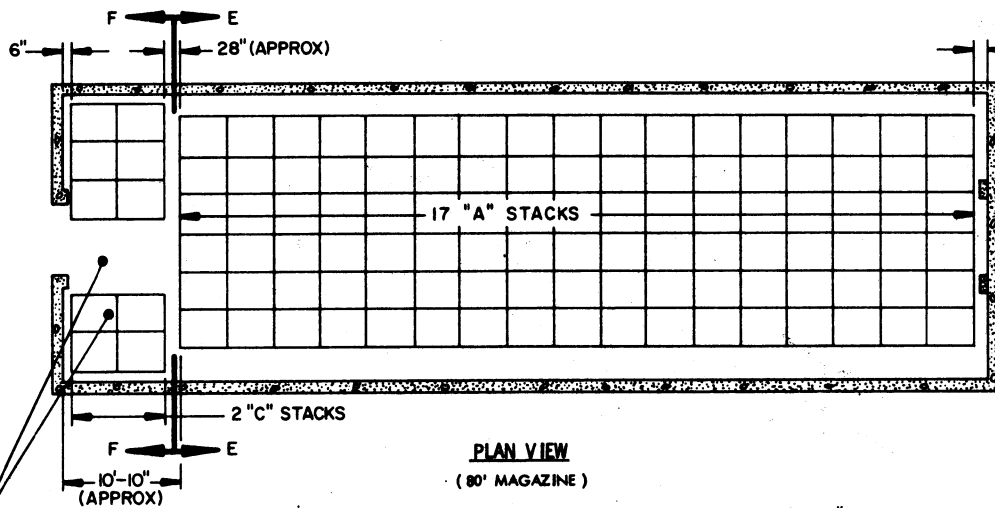 F E
6" 28" (APPROX)
17 "A" STACKS
2 "C" STACKS
F E
10'-10"
(APPROX)
PLAN VIEW
(80' MAGAZINE)